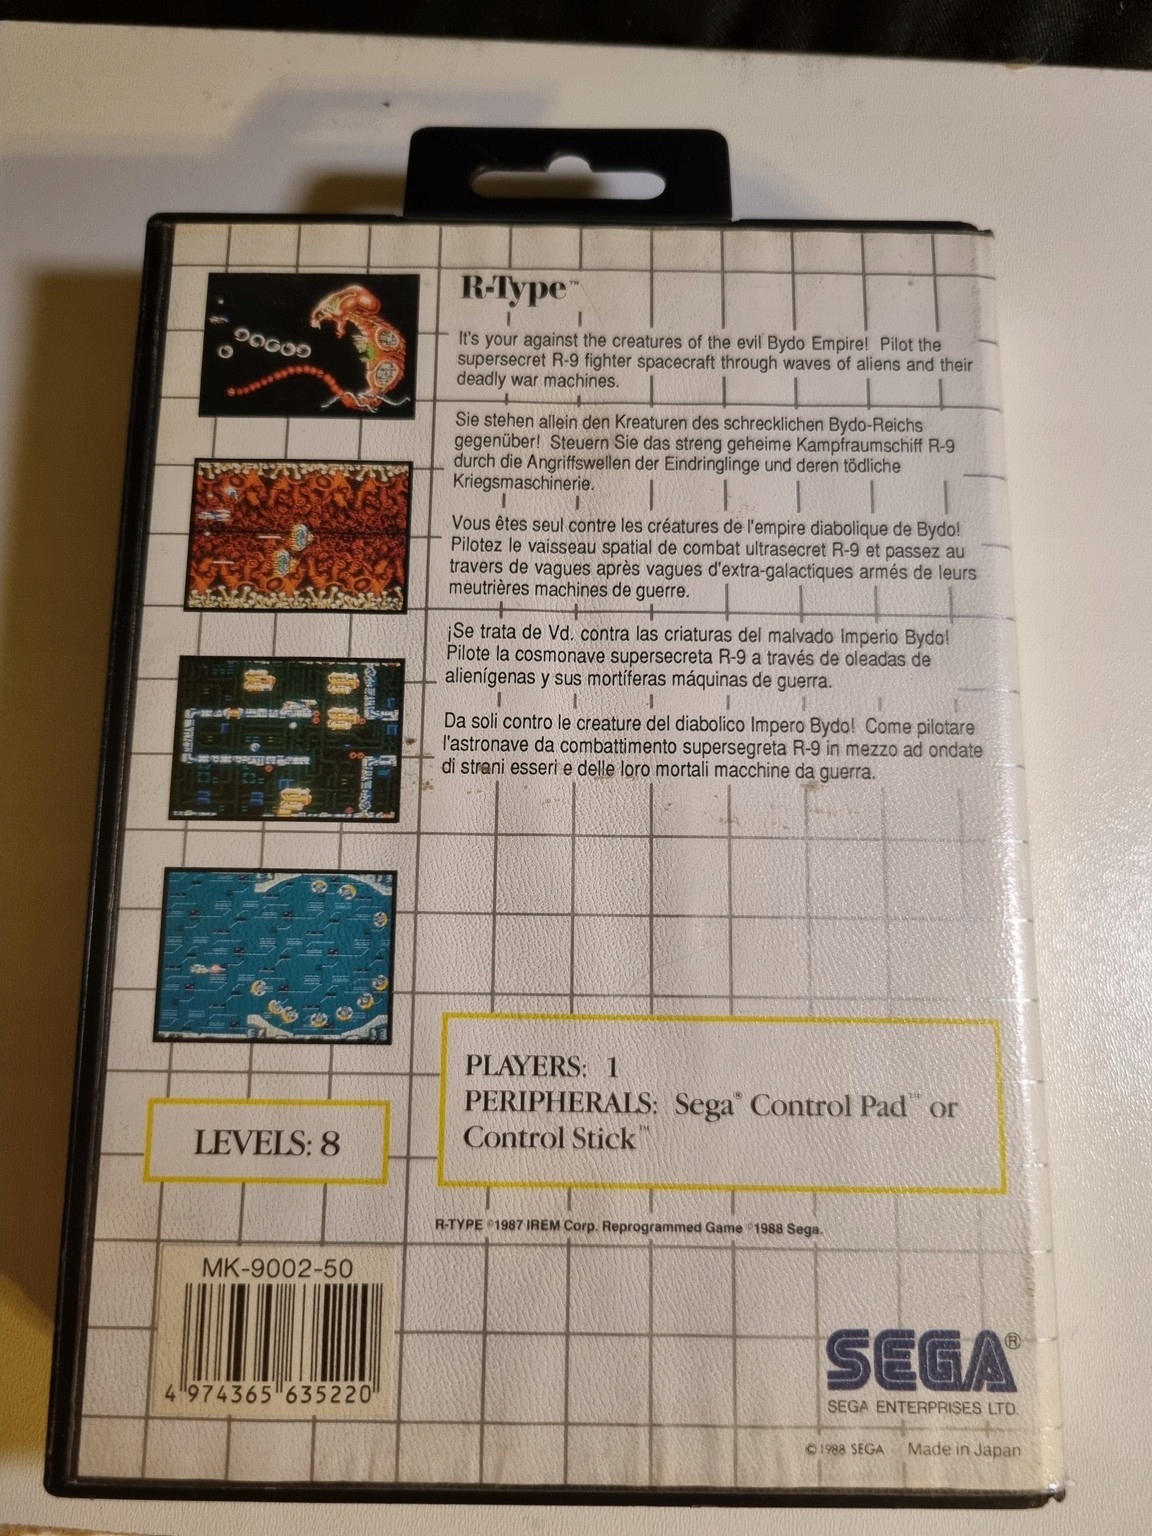 R-Type™
It's your against the creatures of the evil Bydo Empire! Pilot the
supersecret R-9 fighter spacecraft through waves of aliens and their
deadly war machines.
Sie stehen allein den Kreaturen des schrecklichen Bydo-Reichs
gegenüber! Steuern Sie das streng geheime Kampfraumschiff R-9
durch die Angriffswellen der Eindringlinge und deren tödliche
Kriegsmaschinerie.
Vous êtes seul contre les créatures de l'empire diabolique de Bydo!
Pilotez le vaisseau spatial de combat ultrasecret R-9 et passez au
travers de vagues après vagues d'extra-galactiques armés de leurs
meutrières machines de guerre.
¡Se trata de Vd. contra las criaturas del malvado Imperio Bydo!
Pilote la cosmonave supersecreta R-9 a través de oleadas de
alienígenas y sus mortíferas máquinas de guerra.
Da soli contro le creature del diabolico Impero Bydo! Come pilotare
l'astronave da combattimento supersegreta R-9 in mezzo ad ondate
di strani esseri e delle loro mortali macchine da guerra.
PLAYERS: 1
PERIPHERALS: Sega® Control Pad™ or
Control Stick™
LEVELS: 8
R-TYPE ©1987 IREM Corp. Reprogrammed Game ©1988 Sega.
MK-9002-50
4 974365 635220
SEGA®
SEGA ENTERPRISES LTD.
©1988 SEGA Made in Japan